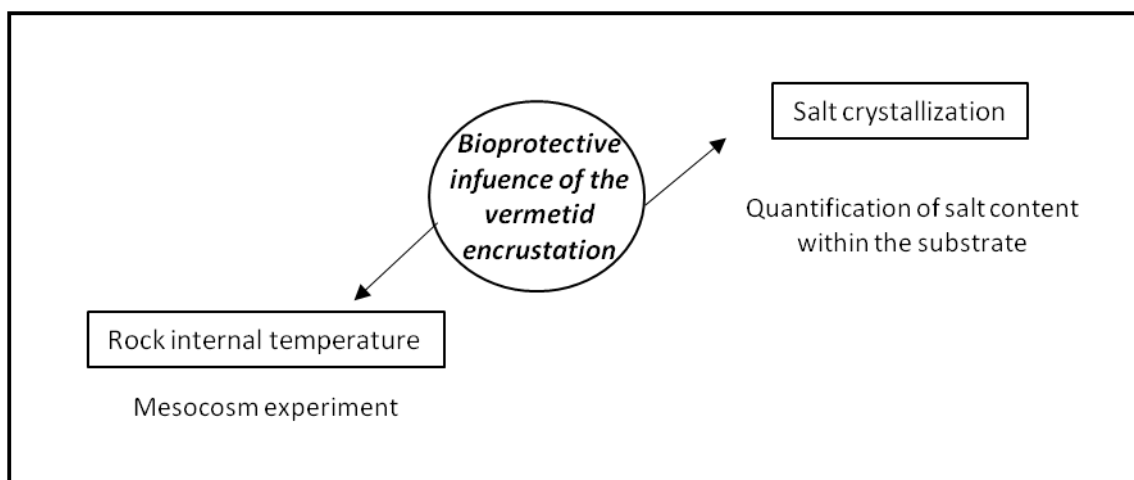 Bioprotective
infuence of the
vermetid
encrustation
Salt crystallization
Quantification of salt content
within the substrate
Rock internal temperature
Mesocosm experiment